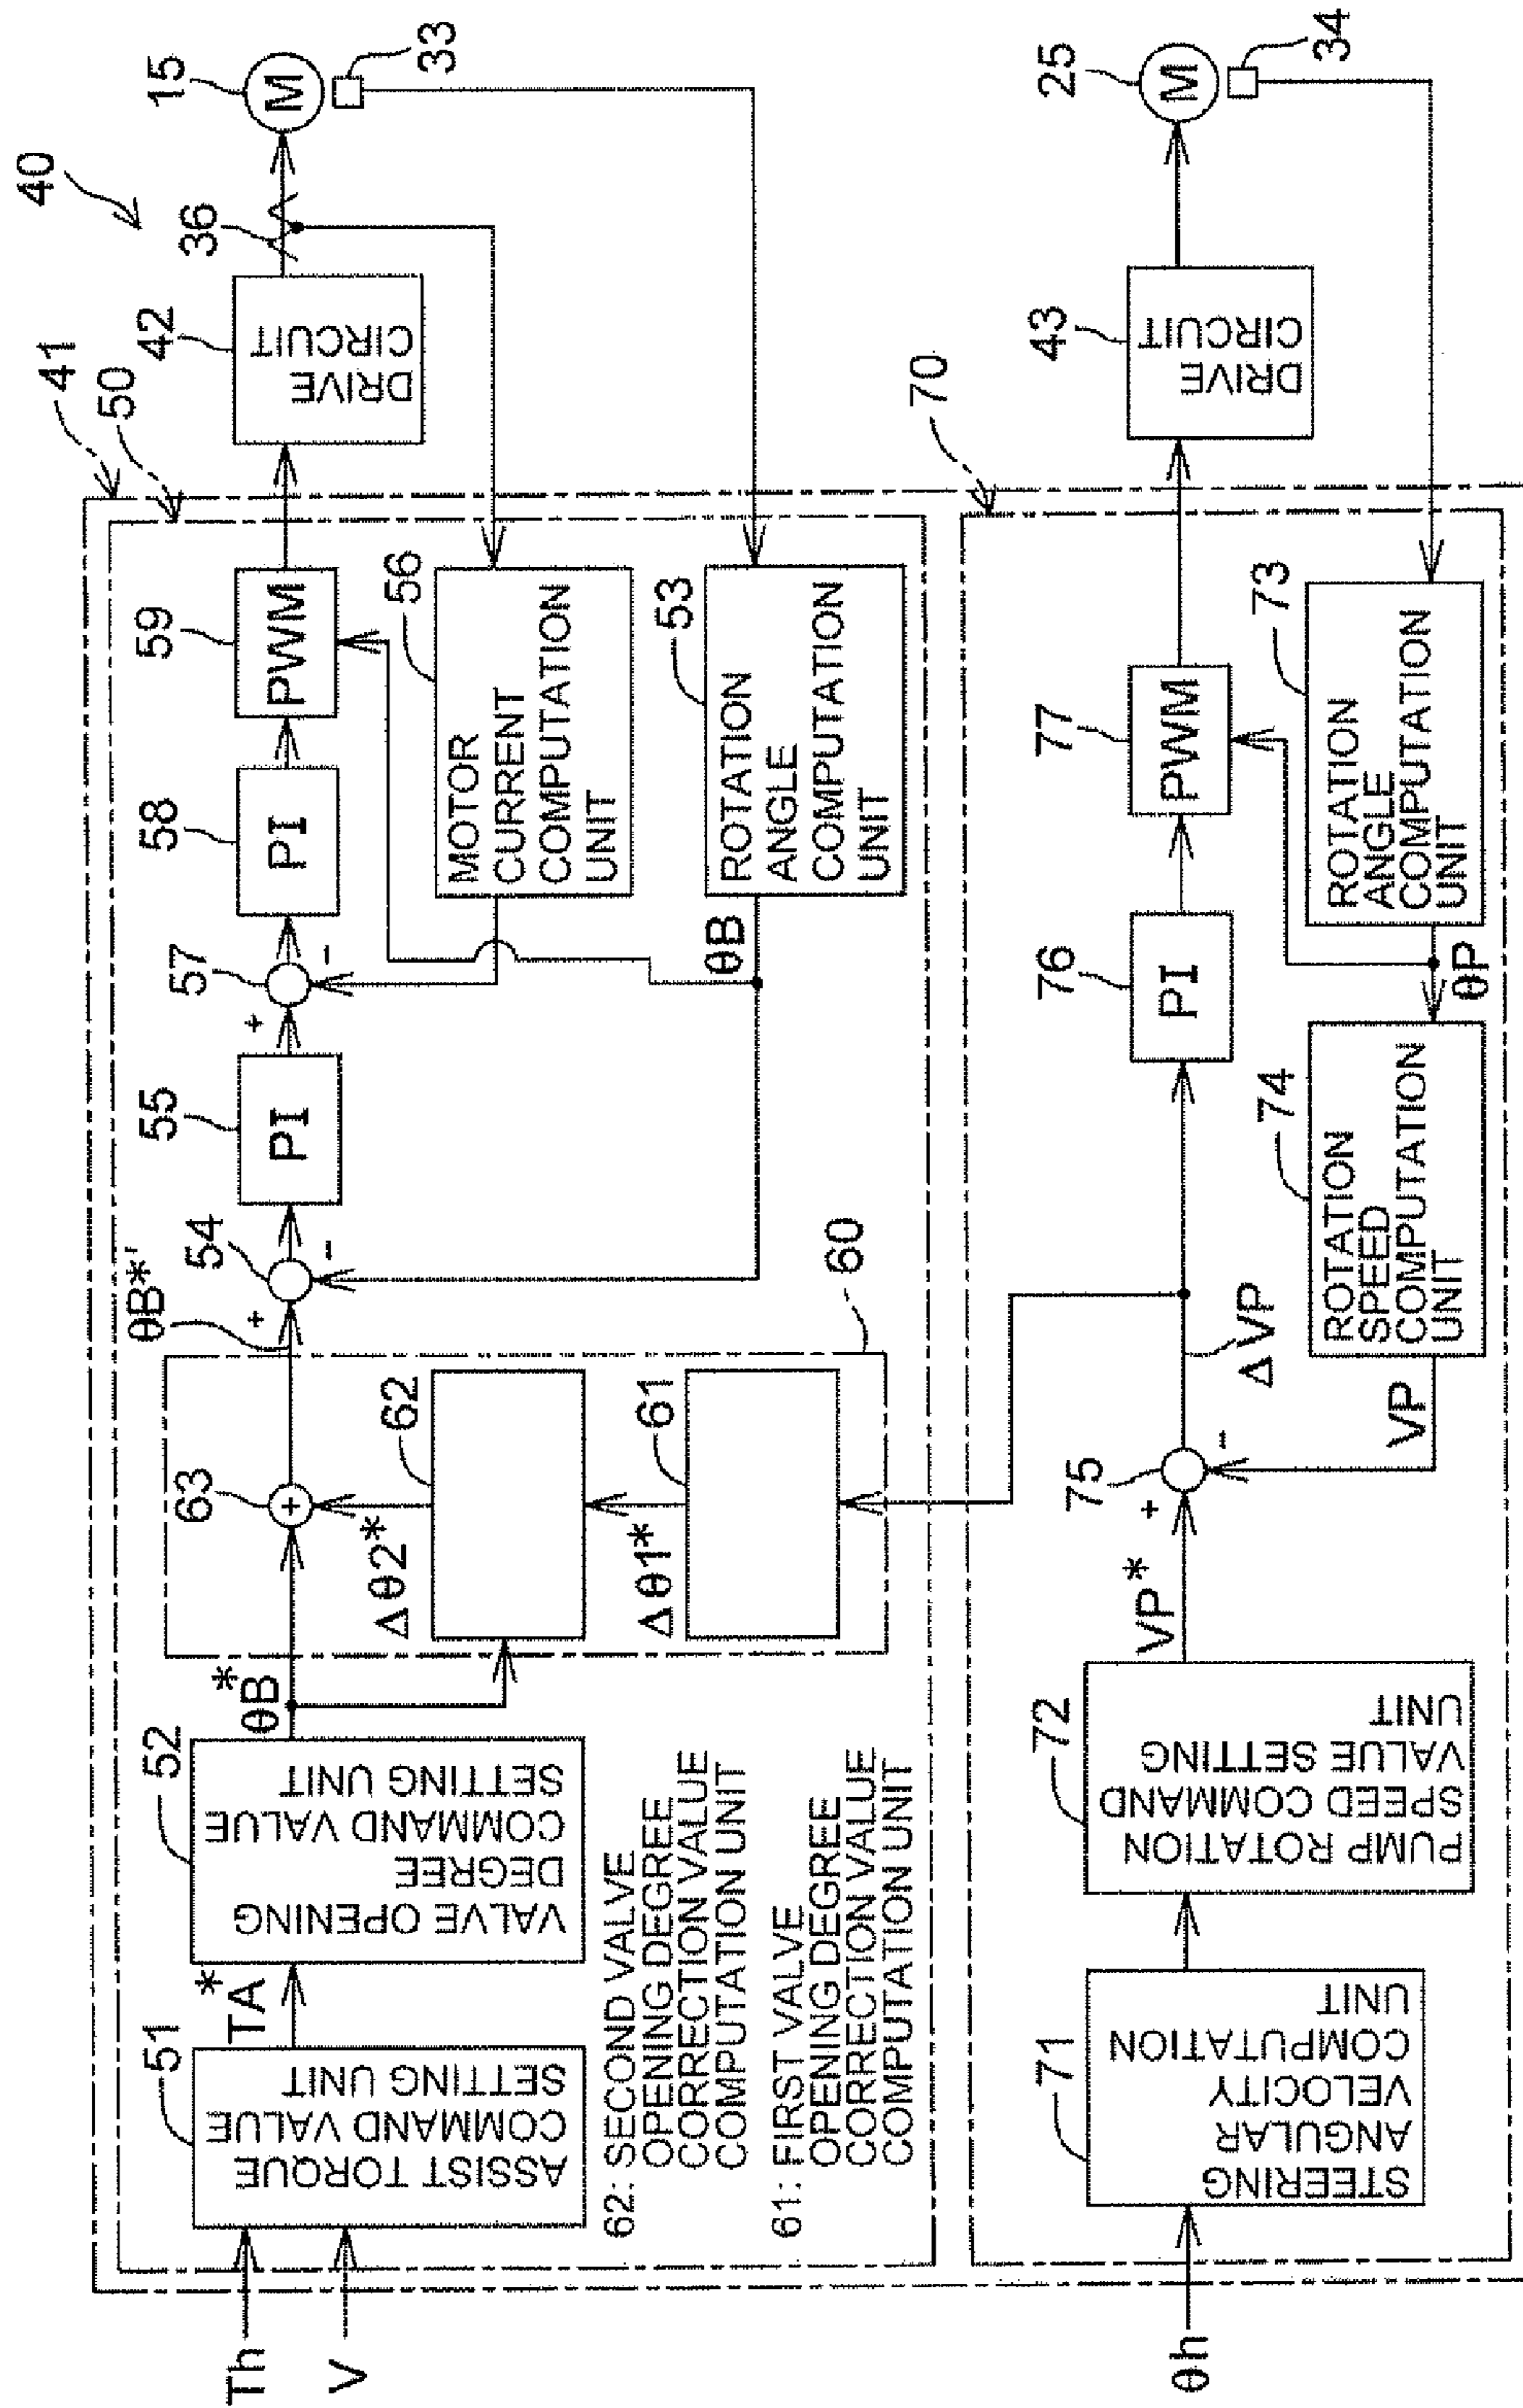 40
41
50
Th
V
51
ASSIST TORQUE
COMMAND VALUE
SETTING UNIT
TA*
52
VALVE OPENING
DEGREE
COMMAND VALUE
SETTING UNIT
θB*
63
+
θB*'
+
54
-
55
PI
+
57
-
58
PI
59
PWM
42
DRIVE
CIRCUIT
36
15
M
33
Δθ2*
62
Δθ1*
61
60
56
MOTOR
CURRENT
COMPUTATION
UNIT
53
ROTATION
ANGLE
COMPUTATION
UNIT
θB
62: SECOND VALVE
OPENING DEGREE
CORRECTION VALUE
COMPUTATION UNIT
61: FIRST VALVE
OPENING DEGREE
CORRECTION VALUE
COMPUTATION UNIT
70
θh
71
STEERING
ANGULAR
VELOCITY
COMPUTATION
UNIT
72
PUMP ROTATION
SPEED COMMAND
VALUE SETTING
UNIT
VP*
+
75
-
ΔVP
76
PI
77
PWM
43
DRIVE
CIRCUIT
25
M
34
VP
74
ROTATION
SPEED
COMPUTATION
UNIT
θP
73
ROTATION
ANGLE
COMPUTATION
UNIT